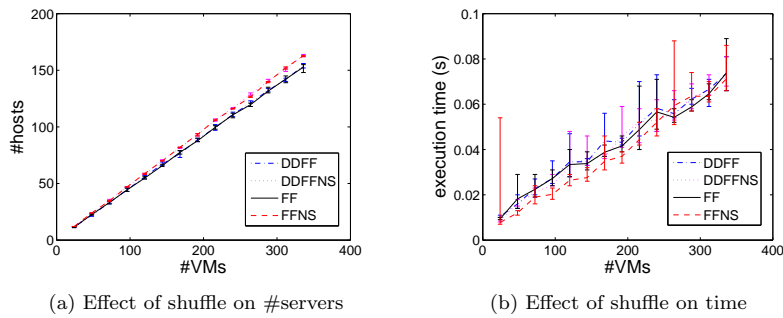 200
150
100
50
0
0
100
200
300
400
#hosts
#VMs
DDFF
DDFFNS
FF
FFNS
(a) Effect of shuffle on #servers
0.1
0.08
0.06
0.04
0.02
0
0
100
200
300
400
execution time (s)
#VMs
DDFF
DDFFNS
FF
FFNS
(b) Effect of shuffle on time